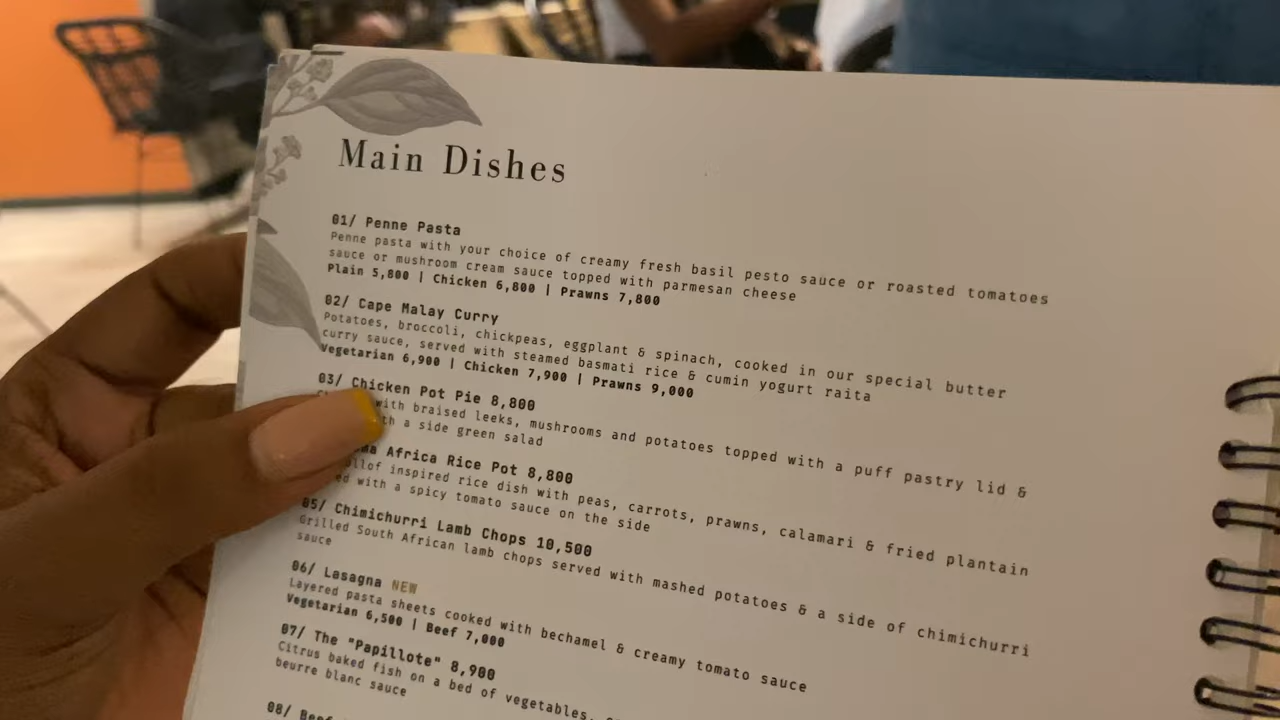 Main Dishes
01/ Penne Pasta
Penne pasta with your choice of creamy fresh basil pesto sauce or roasted tomatoes
sauce or mushroom cream sauce topped with parmesan cheese
Plain 5,800 | Chicken 6,800 | Prawns 7,800
02/ Cape Malay Curry
Potatoes, broccoli, chickpeas, eggplant & spinach, cooked in our special butter
curry sauce, served with steamed basmati rice & cumin yogurt raita
Vegetarian 6,900 | Chicken 7,900 | Prawns 9,000
03/ Chicken Pot Pie 8,800
with braised leeks, mushrooms and potatoes topped with a puff pastry lid &
a side green salad
Africa Rice Pot 8,800
inspired rice dish with peas, carrots, prawns, calamari & fried plantain
with a spicy tomato sauce on the side
05/ Chimichurri Lamb Chops 10,500
Grilled South African lamb chops served with mashed potatoes & a side of chimichurri
sauce
06/ Lasagna NEW
Layered pasta sheets cooked with bechamel & creamy tomato sauce
Vegetarian 6,500 | Beef 7,000
07/ The "Papillote" 8,900
Citrus baked fish on a bed of vegetables,
beurre blanc sauce
08/ Beef